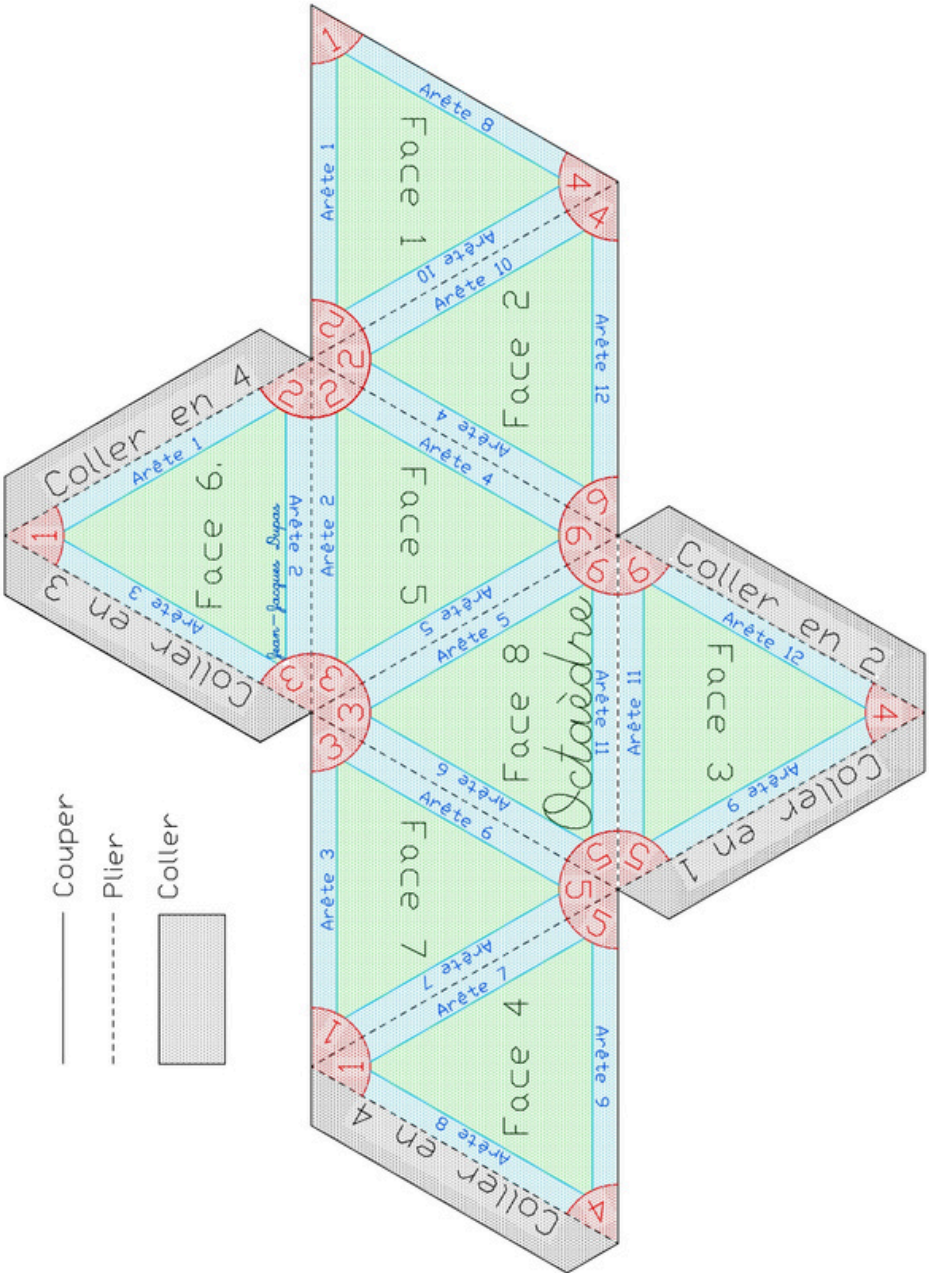 1
Arête 8
Arête 1
Face 1
4
4
Arête 10
Arête 10
2
2
2
2
Face 2
Arête 12
Arête 4
Arête 4
6
6
6
6
Coller en 4
Arête 1
Face 6.
1
Arête 3
Coller en 3
Arête 2
Jean-Jacques Dupas
Arête 2
Face 5
3
3
3
3
Arête 5
Arête 5
Face 8
Octaèdre
Arête 11
Arête 11
Face 3
Arête 12
Coller en 2
4
Arête 9
Coller en 1
Arête 6
Arête 6
5
5
5
5
Arête 3
Face 7
Arête 7
Arête 7
1
1
Face 4
Arête 9
Arête 8
Coller en 4
4
Couper
Plier
Coller